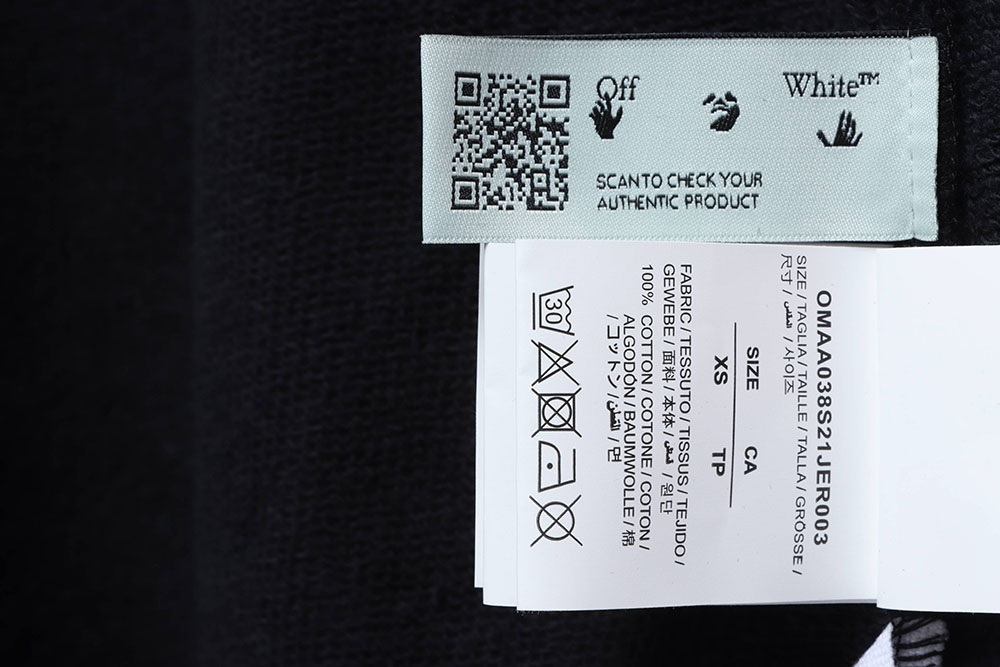 Off White™
SCAN TO CHECK YOUR
AUTHENTIC PRODUCT
OMAA038S21JER003
SIZE / TAGLIA / TAILLE / TALLA / GRÖSSE /
尺寸 / المقاس / 사이즈
SIZE CA
XS TP
FABRIC / TESSUTO / TISSUS / TEJIDO /
GEWEBE / 面料 / 本体 / قماش / 원단
100% COTTON / COTONE / COTON /
ALGODÓN / BAUMWOLLE / 棉
/ コットン / القطن / 면
30